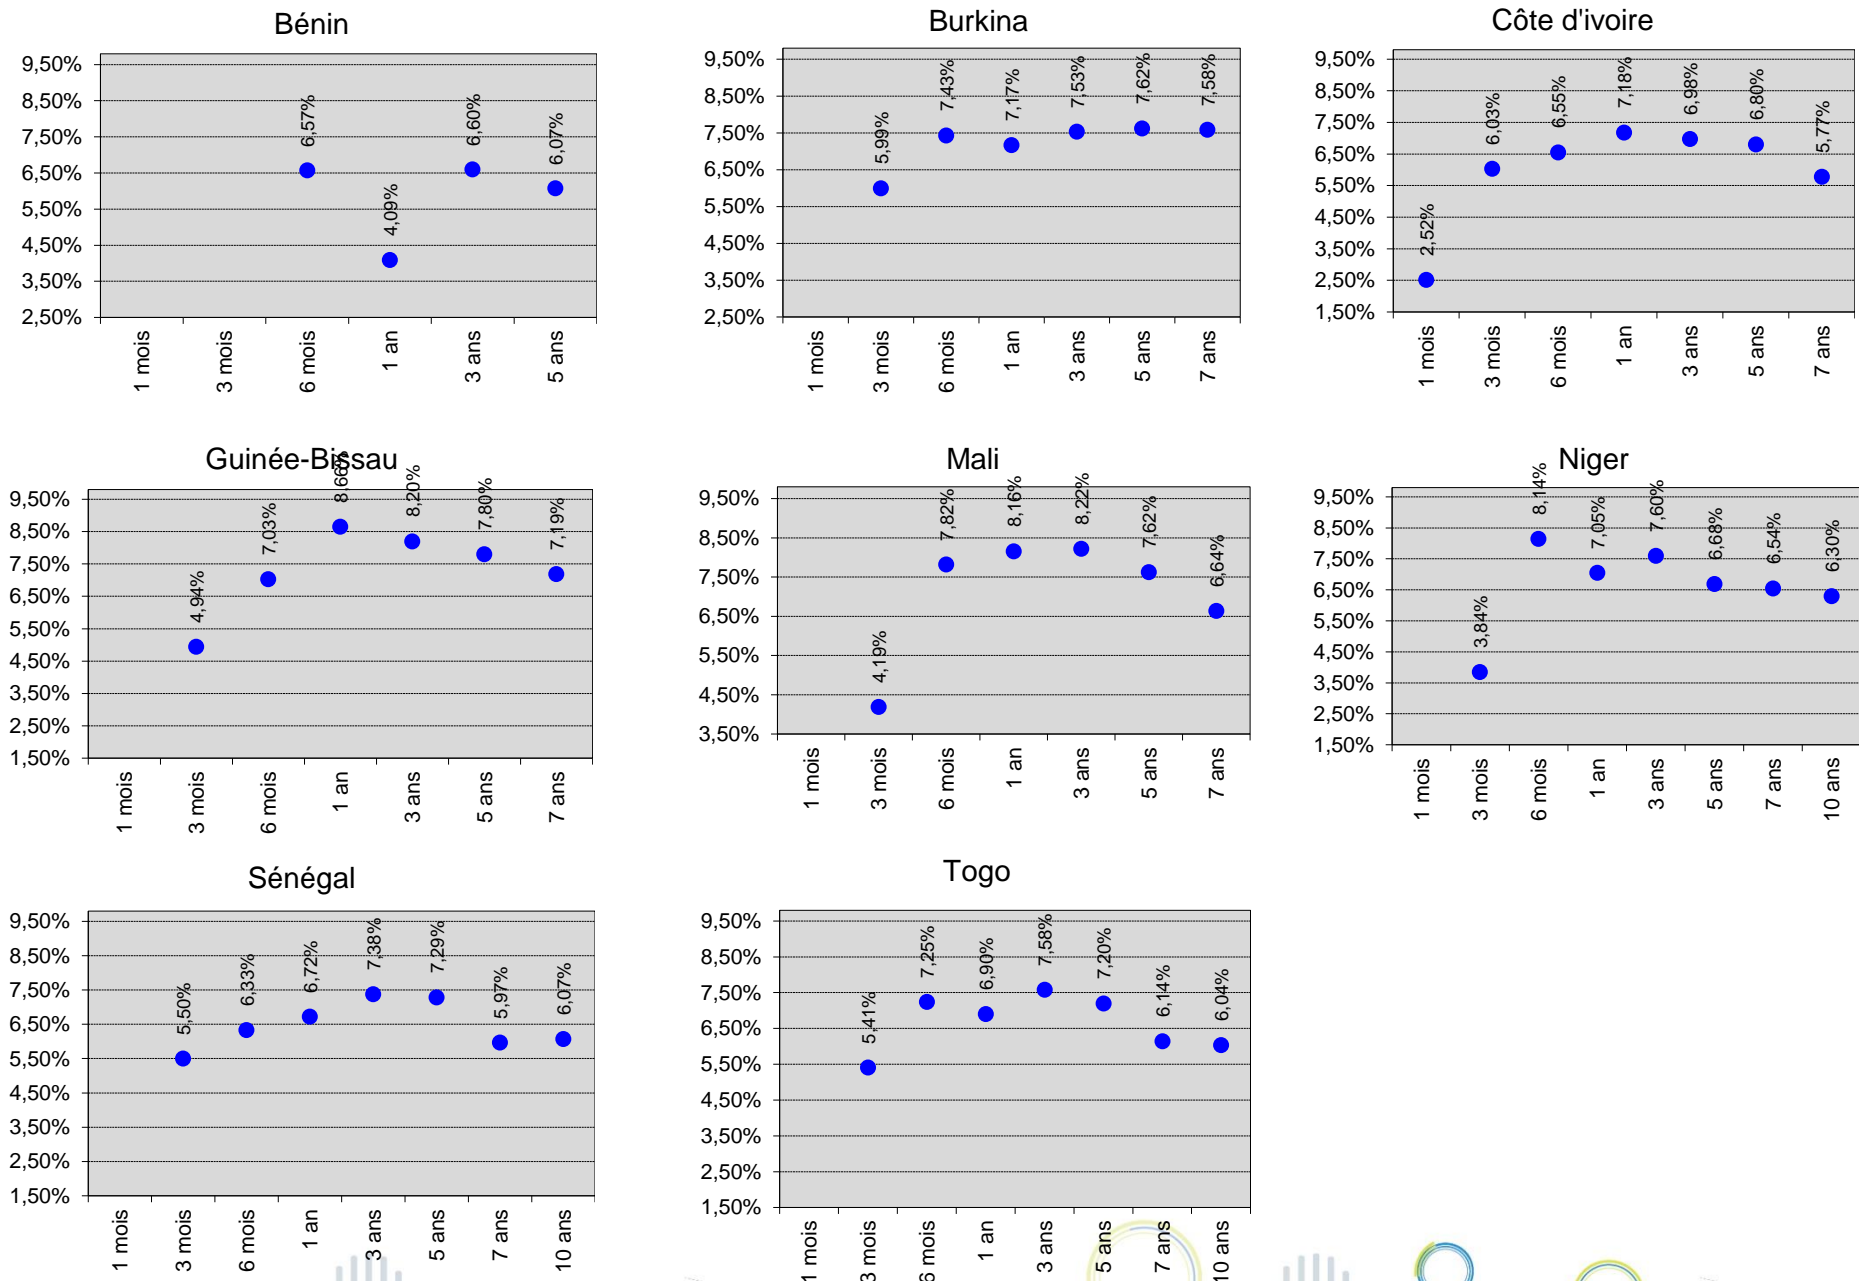 Bénin
9,50%
8,50%
7,50%
6,50%
5,50%
4,50%
3,50%
2,50%
6,57%
4,09%
6,60%
6,07%
1 mois
3 mois
6 mois
1 an
3 ans
5 ans
Burkina
9,50%
8,50%
7,50%
6,50%
5,50%
4,50%
3,50%
2,50%
5,99%
7,43%
7,17%
7,53%
7,62%
7,58%
1 mois
3 mois
6 mois
1 an
3 ans
5 ans
7 ans
Côte d'ivoire
9,50%
8,50%
7,50%
6,50%
5,50%
4,50%
3,50%
2,50%
1,50%
2,52%
6,03%
6,55%
7,18%
6,98%
6,80%
5,77%
1 mois
3 mois
6 mois
1 an
3 ans
5 ans
7 ans
Guinée-Bissau
9,50%
8,50%
7,50%
6,50%
5,50%
4,50%
3,50%
2,50%
1,50%
4,94%
7,03%
8,66%
8,20%
7,80%
7,19%
1 mois
3 mois
6 mois
1 an
3 ans
5 ans
7 ans
Mali
9,50%
8,50%
7,50%
6,50%
5,50%
4,50%
3,50%
4,19%
7,82%
8,16%
8,22%
7,62%
6,64%
1 mois
3 mois
6 mois
1 an
3 ans
5 ans
7 ans
Niger
9,50%
8,50%
7,50%
6,50%
5,50%
4,50%
3,50%
2,50%
1,50%
3,84%
8,14%
7,05%
7,60%
6,68%
6,54%
6,30%
1 mois
3 mois
6 mois
1 an
3 ans
5 ans
7 ans
10 ans
Sénégal
9,50%
8,50%
7,50%
6,50%
5,50%
4,50%
3,50%
2,50%
1,50%
5,50%
6,33%
6,72%
7,38%
7,29%
5,97%
6,07%
1 mois
3 mois
6 mois
1 an
3 ans
5 ans
7 ans
10 ans
Togo
9,50%
8,50%
7,50%
6,50%
5,50%
4,50%
3,50%
2,50%
1,50%
5,41%
7,25%
6,90%
7,58%
7,20%
6,14%
6,04%
1 mois
3 mois
6 mois
1 an
3 ans
5 ans
7 ans
10 ans